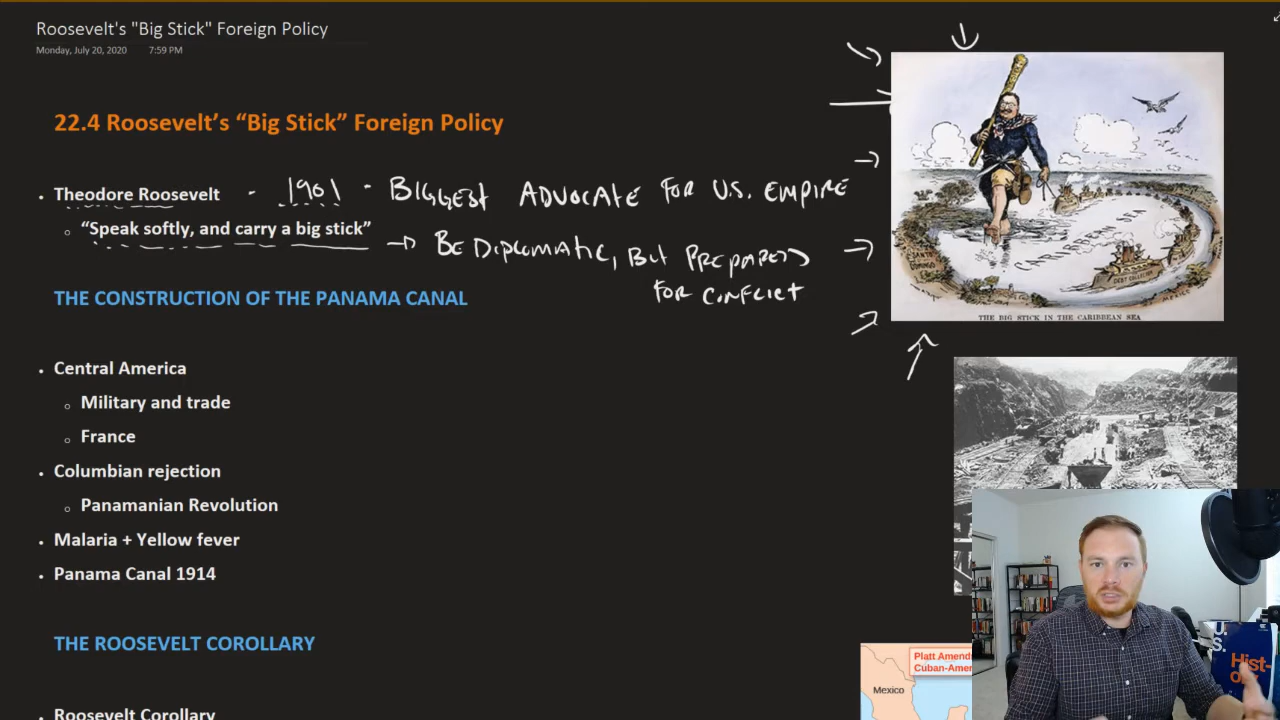 Roosevelt's "Big Stick" Foreign Policy
Monday, July 20, 2020 7:59 PM
22.4 Roosevelt's "Big Stick" Foreign Policy
Theodore Roosevelt - 1901 - BIGGEST ADVOCATE FOR U.S. EMPIRE
"Speak softly, and carry a big stick" → BE DIPLOMATIC, BUT PREPARED
FOR CONFLICT
THE CONSTRUCTION OF THE PANAMA CANAL
Central America
Military and trade
France
Columbian rejection
Panamanian Revolution
Malaria + Yellow fever
Panama Canal 1914
THE ROOSEVELT COROLLARY
Roosevelt Corollary
CARIBBEAN SEA
DEBT COLLECTOR
THE BIG STICK IN THE CARIBBEAN SEA
Platt Amend
Cuban-Amer
Mexico
U.S.
Hist-